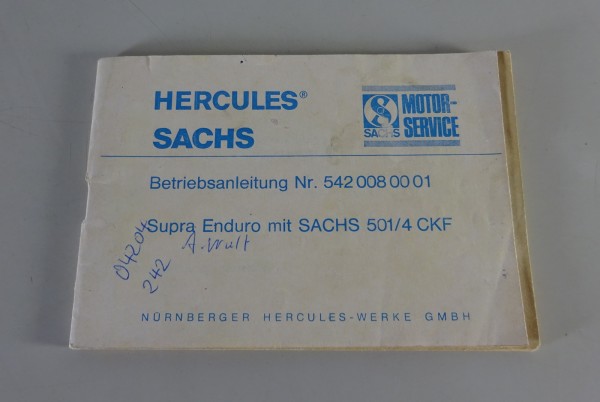 HERCULES®
SACHS
SACHS
MOTOR-
SERVICE
Betriebsanleitung Nr. 542 008 00 01
Supra Enduro mit SACHS 501/4 CKF
04204
242
NÜRNBERGER HERCULES-WERKE GMBH